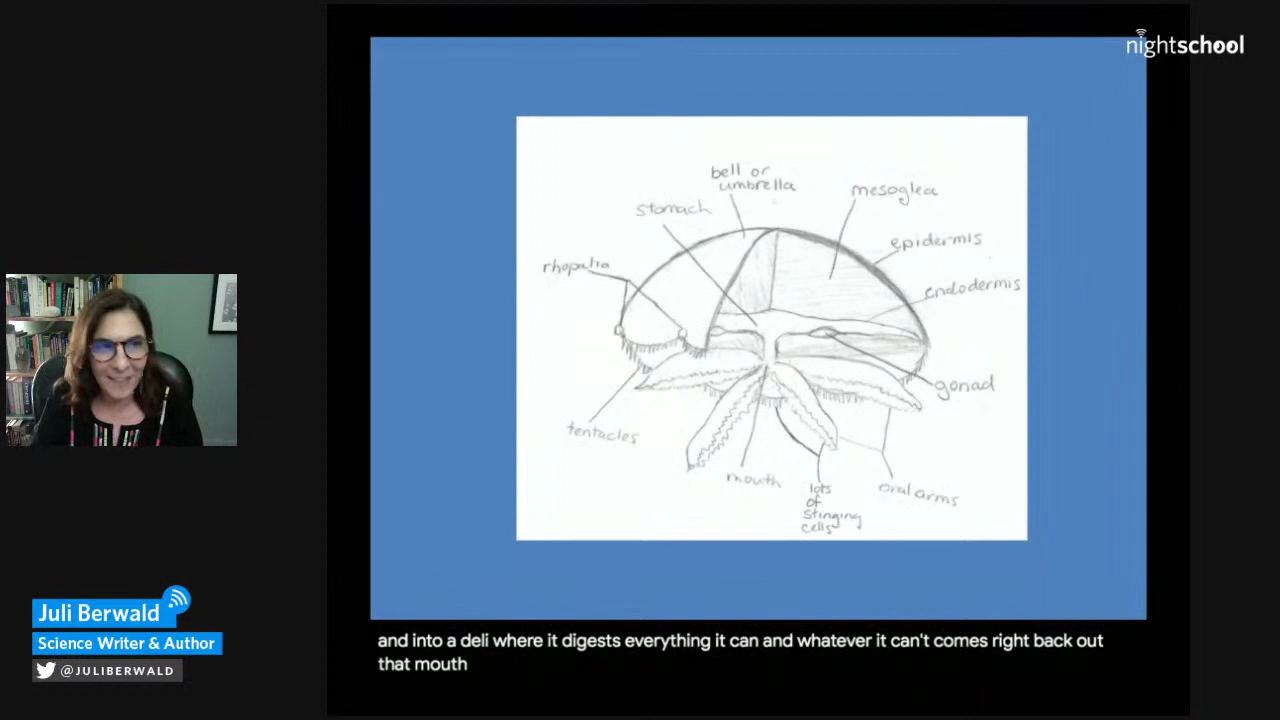 nightschool
bell or
umbrella
mesoglea
stomach
epidermis
rhopalia
endodermis
gonad
tentacles
mouth
lots
of
stinging
cells
oral arms
Juli Berwald
Science Writer & Author
@JULIBERWALD
and into a deli where it digests everything it can and whatever it can't comes right back out
that mouth